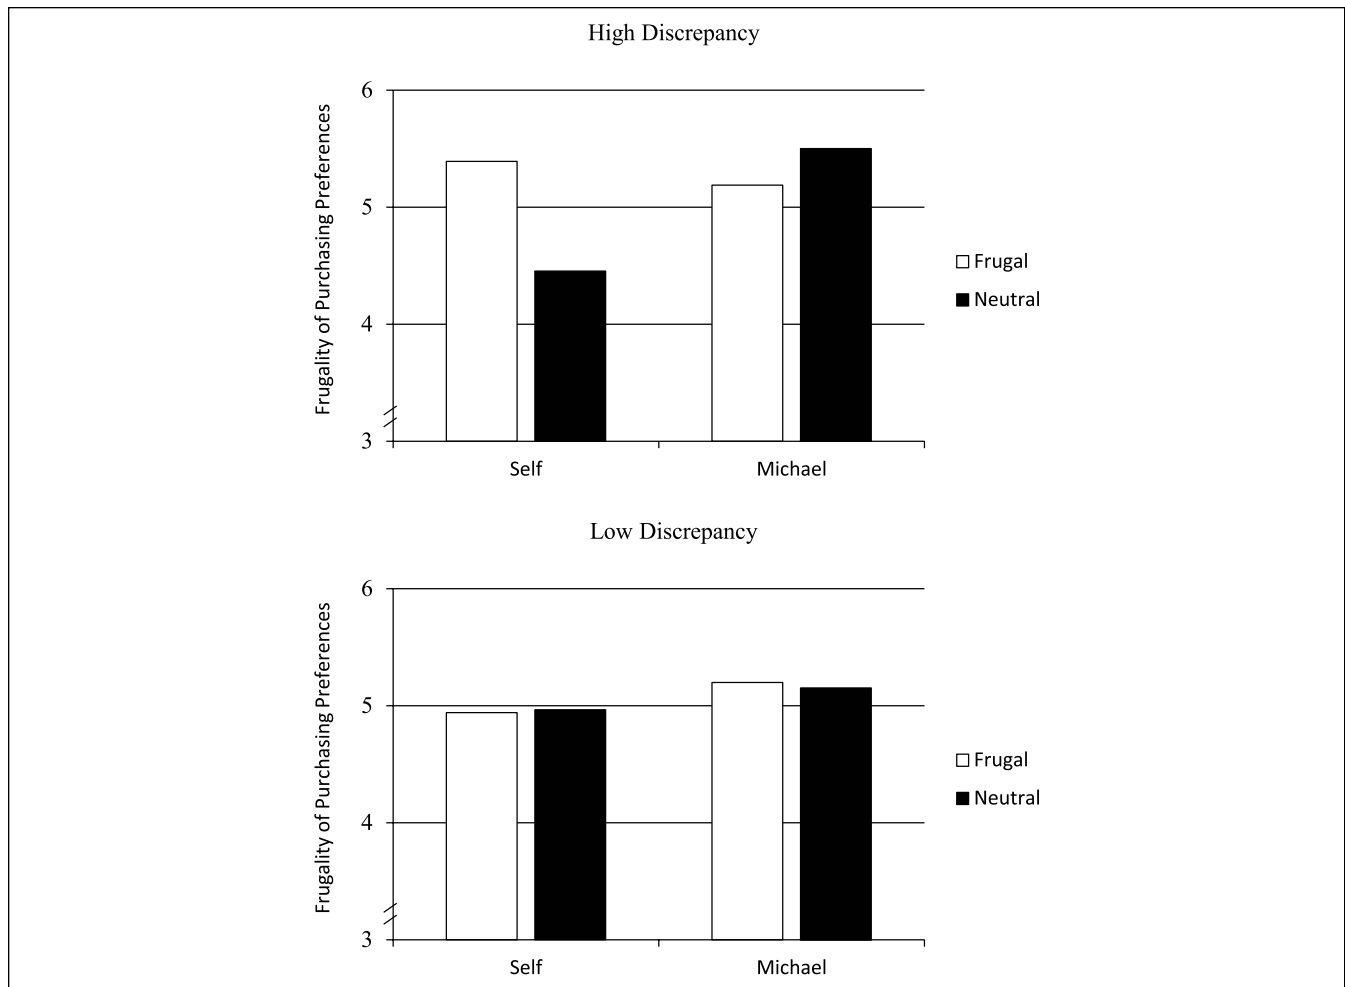 High Discrepancy
Frugality of Purchasing Preferences
6
5
4
3
Self
Michael
Frugal
Neutral
Low Discrepancy
Frugality of Purchasing Preferences
6
5
4
3
Self
Michael
Frugal
Neutral